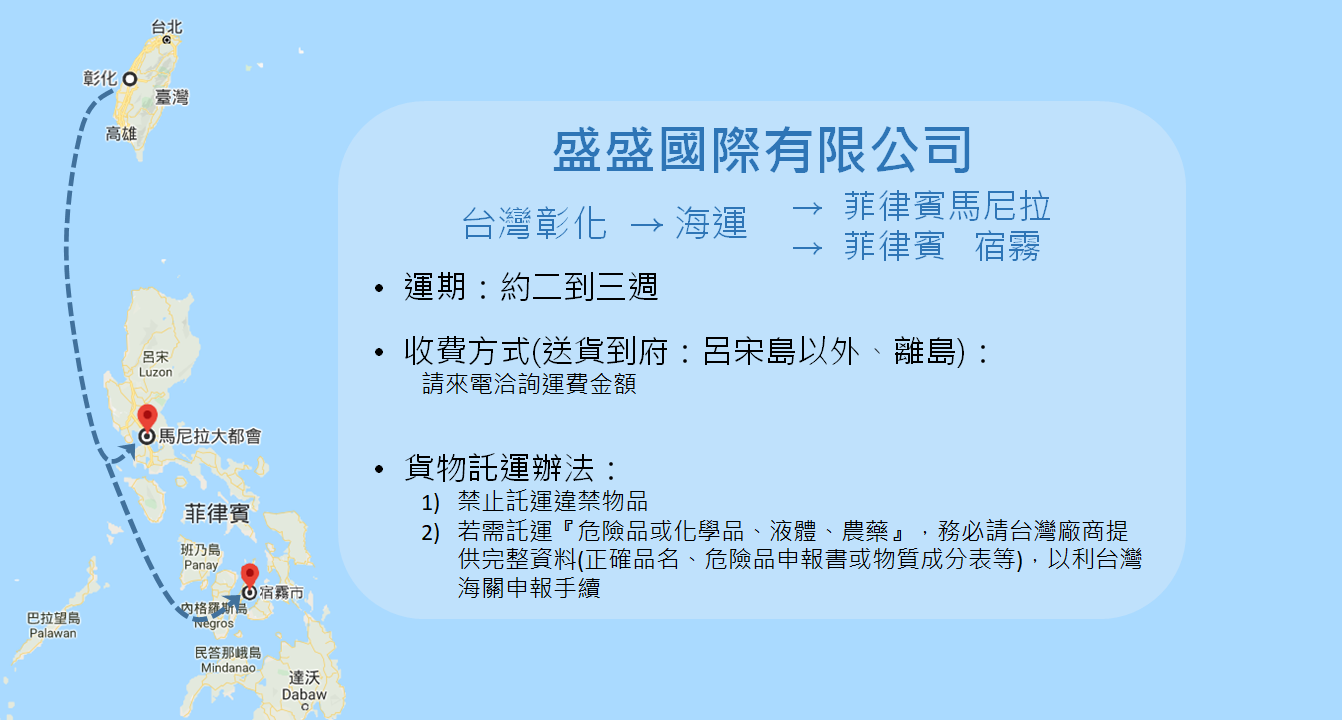 台北
彰化
臺灣
高雄
盛盛國際有限公司
台灣彰化 → 海運
→ 菲律賓馬尼拉
→ 菲律賓 宿霧
• 運期：約二到三週
• 收費方式(送貨到府：呂宋島以外、離島)：
請來電洽詢運費金額
• 貨物託運辦法：
1) 禁止託運違禁物品
2) 若需託運『危險品或化學品、液體、農藥』，務必請台灣廠商提
供完整資料(正確品名、危險品申報書或物質成分表等)，以利台灣
海關申報手續
呂宋
Luzon
馬尼拉大都會
菲律賓
班乃島
Panay
宿霧市
內格羅斯島
Negros
巴拉望島
Palawan
民答那峨島
Mindanao
達沃
Dabaw